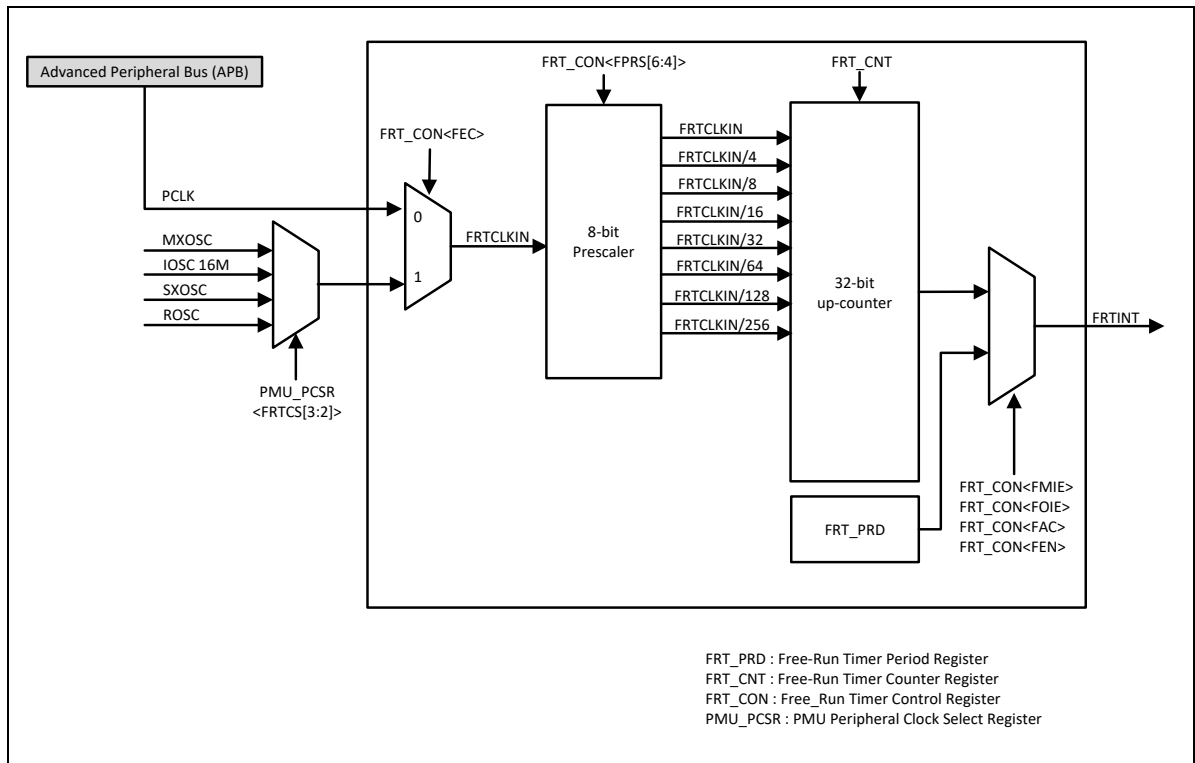 Advanced Peripheral Bus (APB)
FRT_CON<FPRS[6:4]>
FRT_CNT
FRT_CON<FEC>
PCLK
MXOSC
IOSC 16M
SXOSC
ROSC
PMU_PCSR
<FRTCS[3:2]>
0
1
FRTCLKIN
8-bit
Prescaler
FRTCLKIN
FRTCLKIN/4
FRTCLKIN/8
FRTCLKIN/16
FRTCLKIN/32
FRTCLKIN/64
FRTCLKIN/128
FRTCLKIN/256
32-bit
up-counter
FRT_PRD
FRTINT
FRT_CON<FMIE>
FRT_CON<FOIE>
FRT_CON<FAC>
FRT_CON<FEN>
FRT_PRD : Free-Run Timer Period Register
FRT_CNT : Free-Run Timer Counter Register
FRT_CON : Free_Run Timer Control Register
PMU_PCSR : PMU Peripheral Clock Select Register